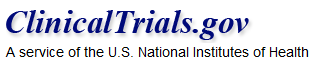 ClinicalTrials.gov
A service of the U.S. National Institutes of Health